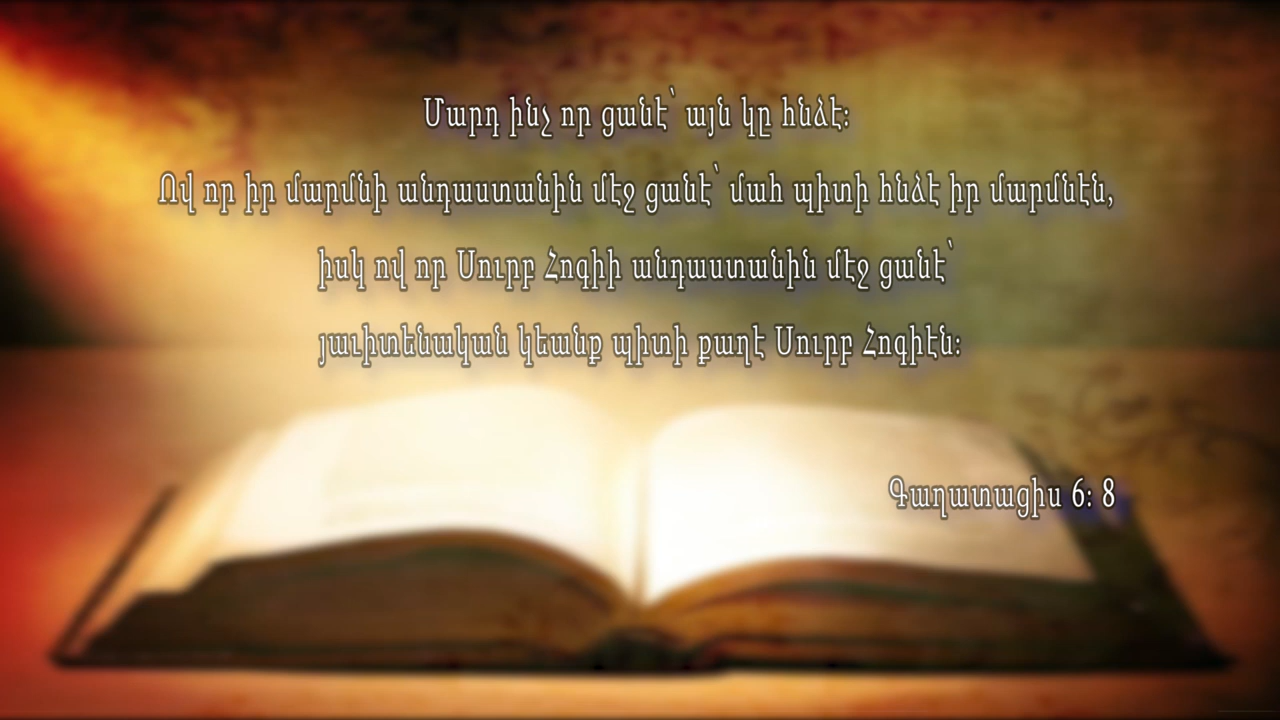 Մարդ ինչ որ ցանէ՝ այն կը հնձէ:
Ով որ իր մարմնի անդաստանին մէջ ցանէ՝ մահ պիտի հնձէ իր մարմնէն,
իսկ ով որ Սուրբ Հոգիի անդաստանին մէջ ցանէ՝
յաւիտենական կեանք պիտի քաղէ Սուրբ Հոգիէն:
Գաղատացիս 6: 8